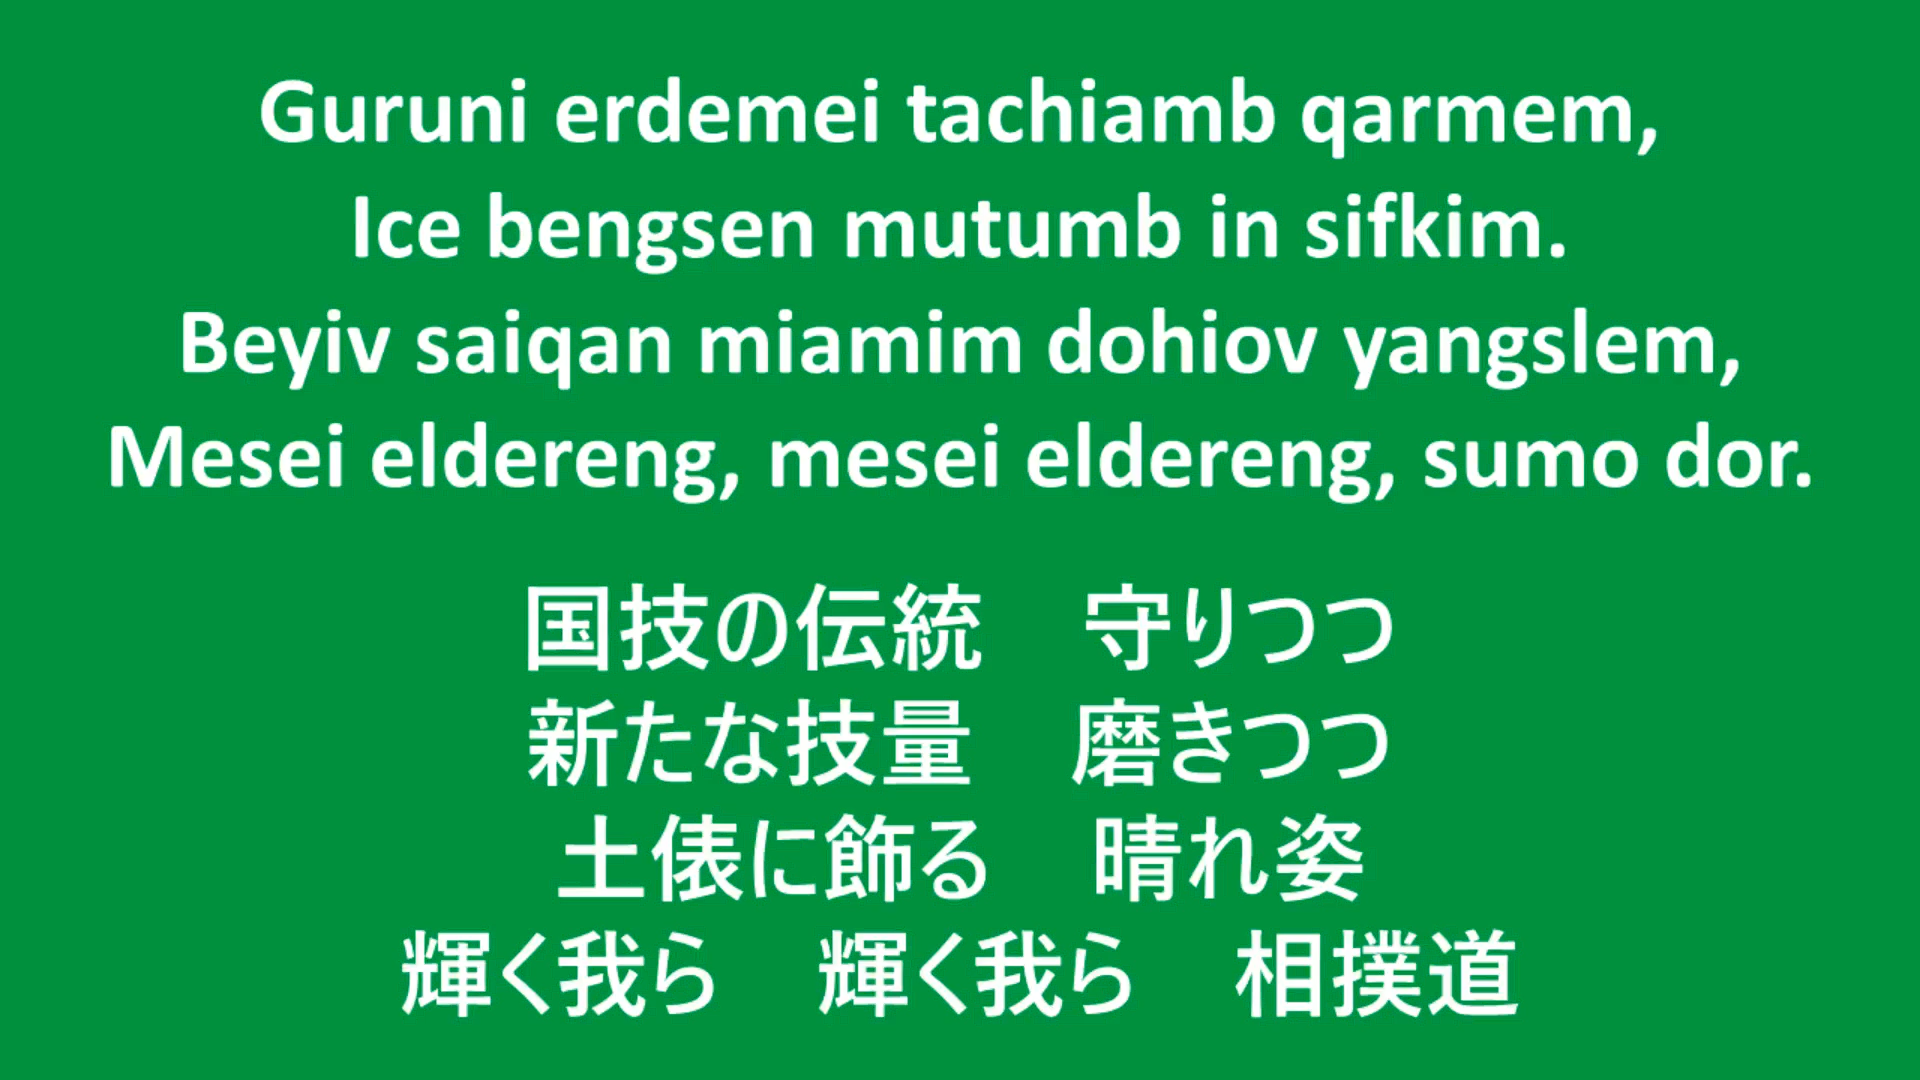 Guruni erdemei tachiamb qarmem,
Ice bengsen mutumb in sifkim.
Beyiv saiqan miamim dohiov yangslem,
Mesei eldereng, mesei eldereng, sumo dor.
国技の伝統　守りつつ
新たな技量　磨きつつ
土俵に飾る　晴れ姿
輝く我ら　輝く我ら　相撲道